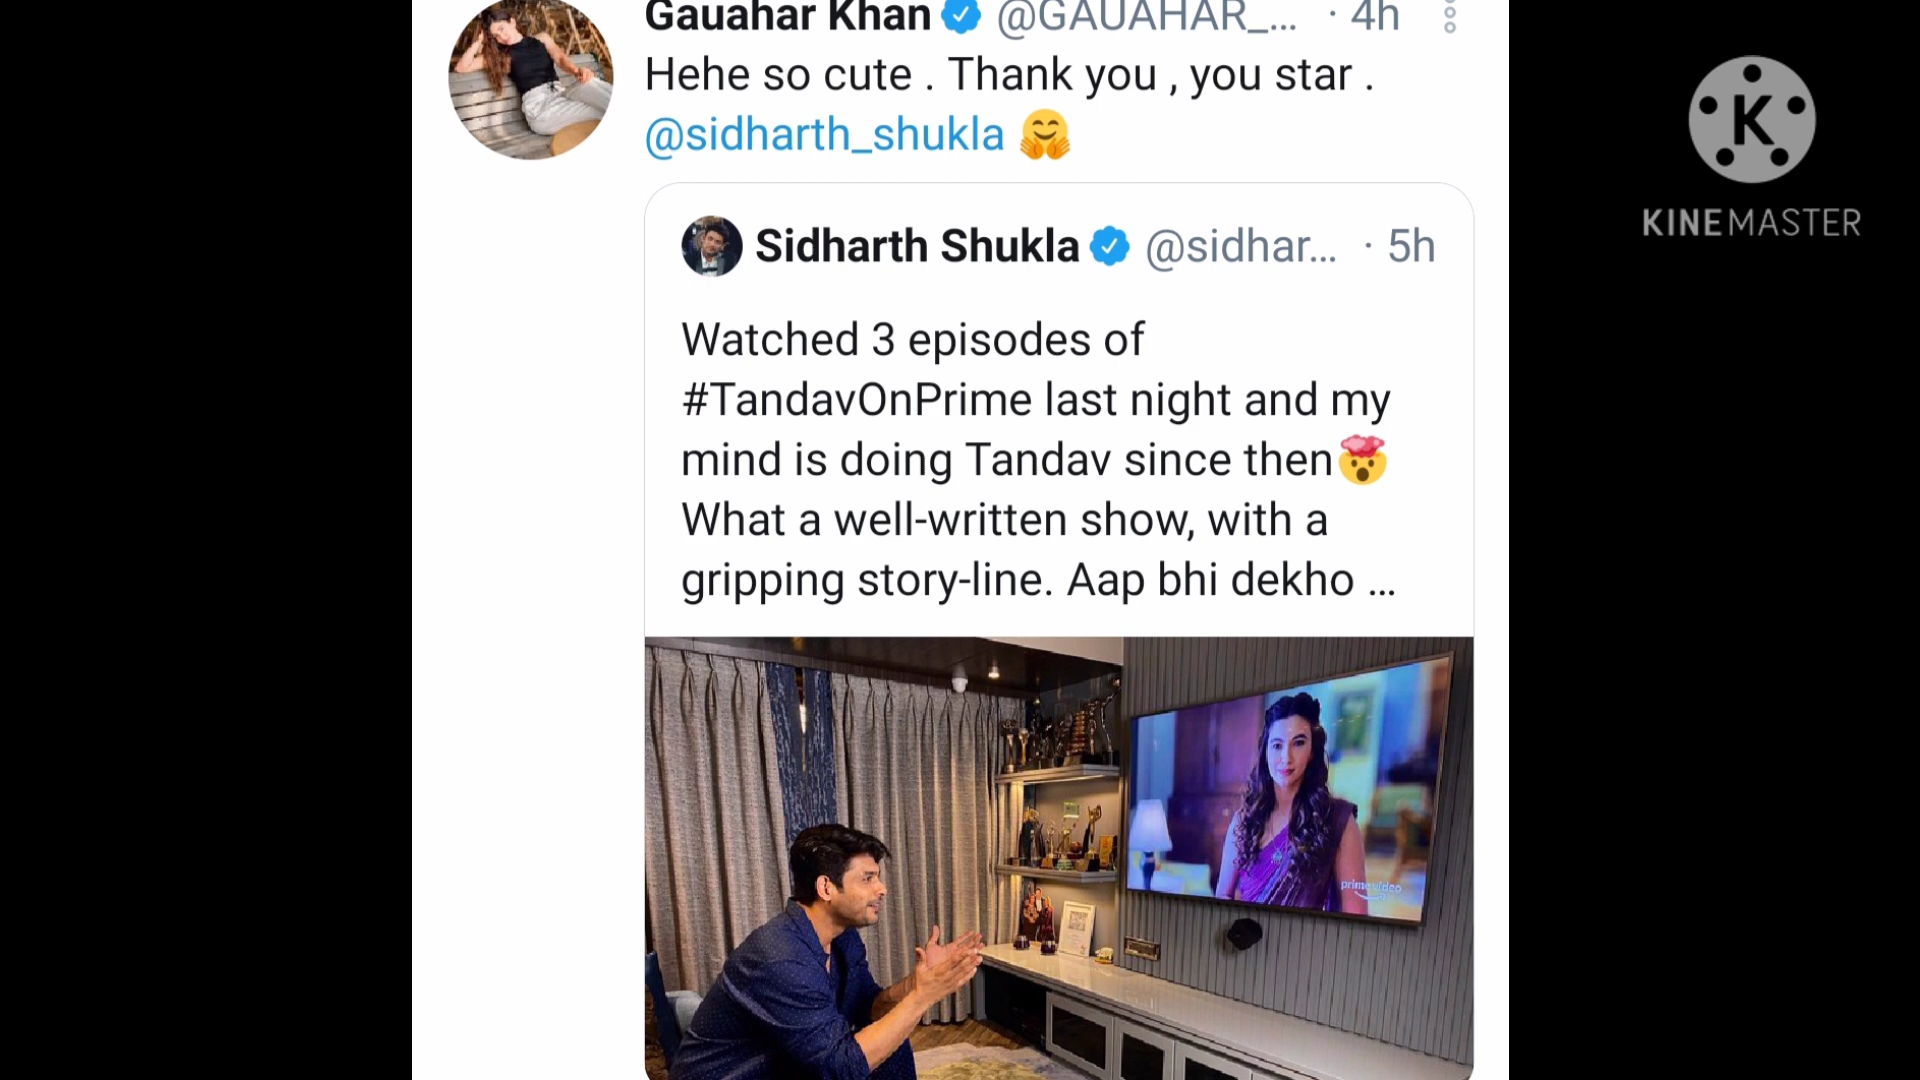 Gauahar Khan @GAUAHAR_... · 4h
Hehe so cute . Thank you , you star .
@sidharth_shukla 🤗
Sidharth Shukla @sidhar... · 5h
Watched 3 episodes of
#TandavOnPrime last night and my
mind is doing Tandav since then🤯
What a well-written show, with a
gripping story-line. Aap bhi dekho ...
prime video
K
KINEMASTER